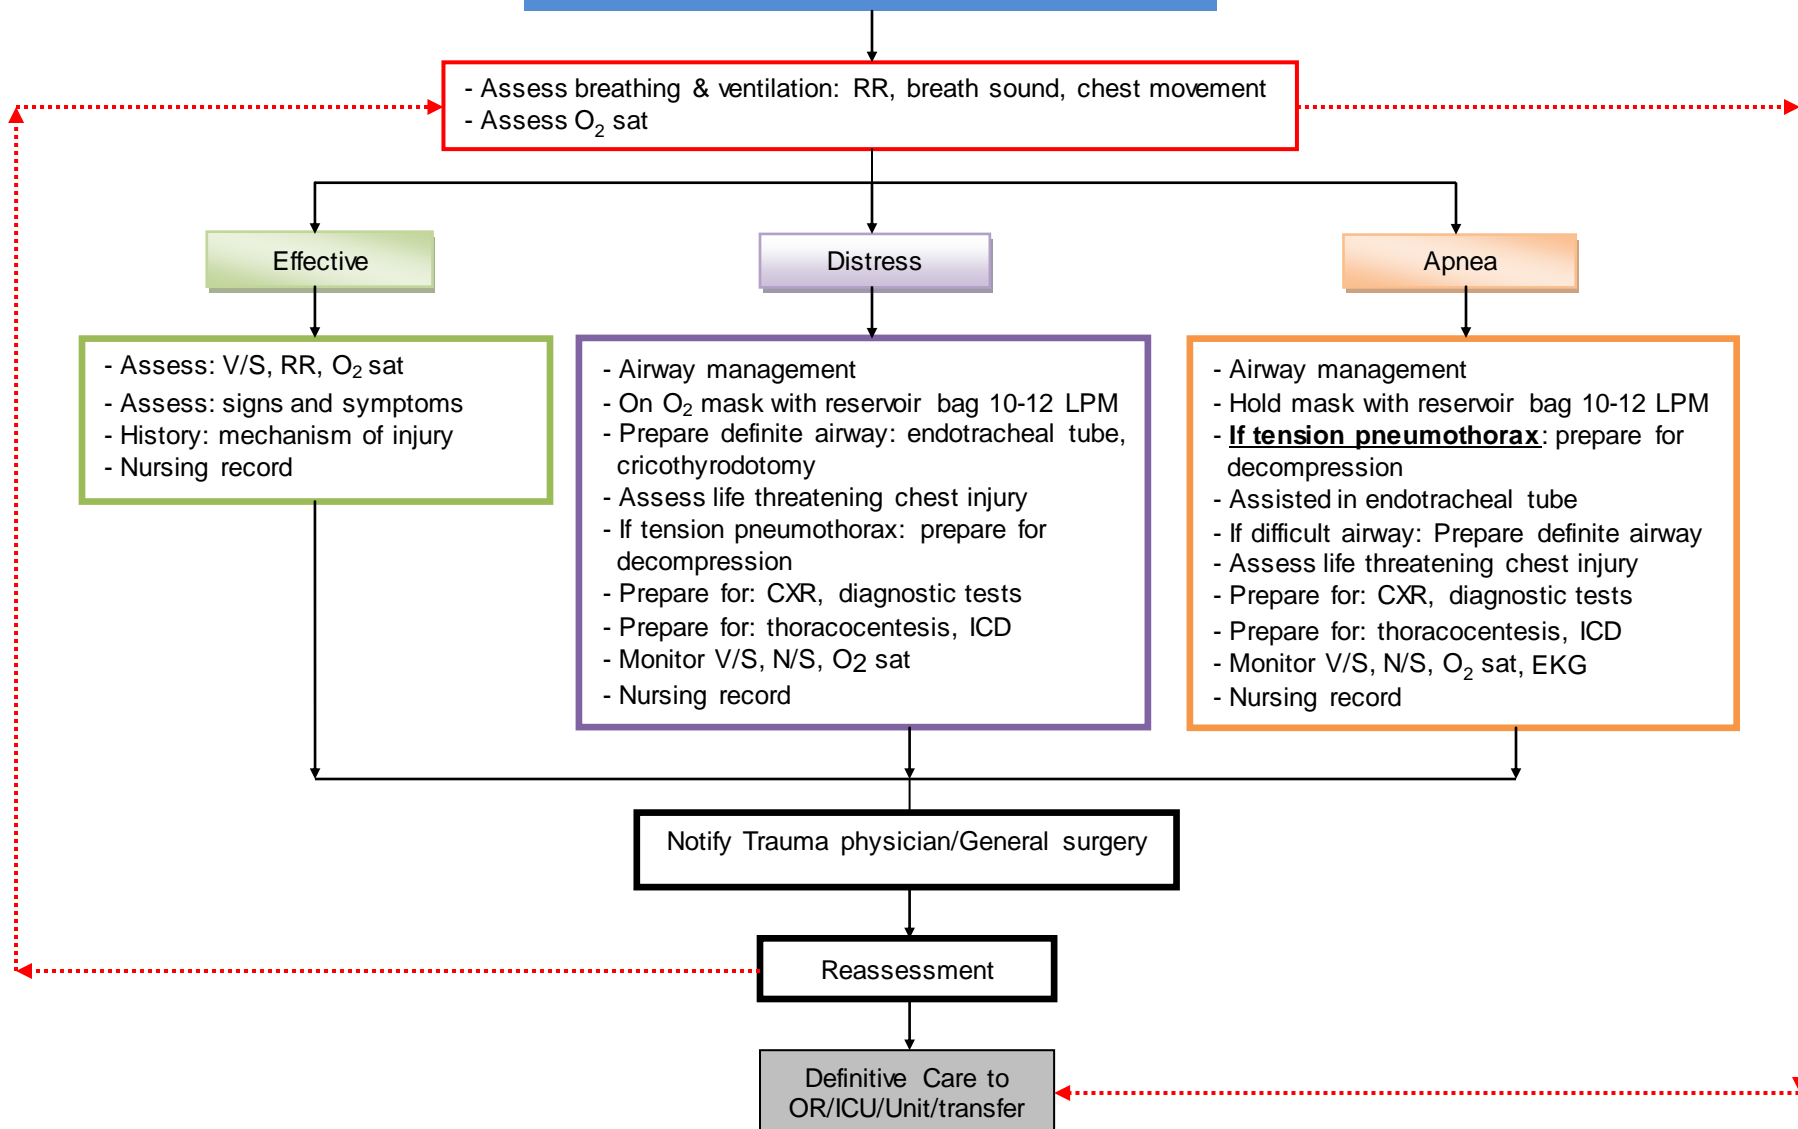 - Assess breathing & ventilation: RR, breath sound, chest movement
- Assess O₂ sat
Effective
Distress
Apnea
- Assess: V/S, RR, O₂ sat
- Assess: signs and symptoms
- History: mechanism of injury
- Nursing record
- Airway management
- On O₂ mask with reservoir bag 10-12 LPM
- Prepare definite airway: endotracheal tube,
cricothyrodotomy
- Assess life threatening chest injury
- If tension pneumothorax: prepare for
decompression
- Prepare for: CXR, diagnostic tests
- Prepare for: thoracocentesis, ICD
- Monitor V/S, N/S, O2 sat
- Nursing record
- Airway management
- Hold mask with reservoir bag 10-12 LPM
- If tension pneumothorax: prepare for
decompression
- Assisted in endotracheal tube
- If difficult airway: Prepare definite airway
- Assess life threatening chest injury
- Prepare for: CXR, diagnostic tests
- Prepare for: thoracocentesis, ICD
- Monitor V/S, N/S, O₂ sat, EKG
- Nursing record
Notify Trauma physician/General surgery
Reassessment
Definitive Care to
OR/ICU/Unit/transfer